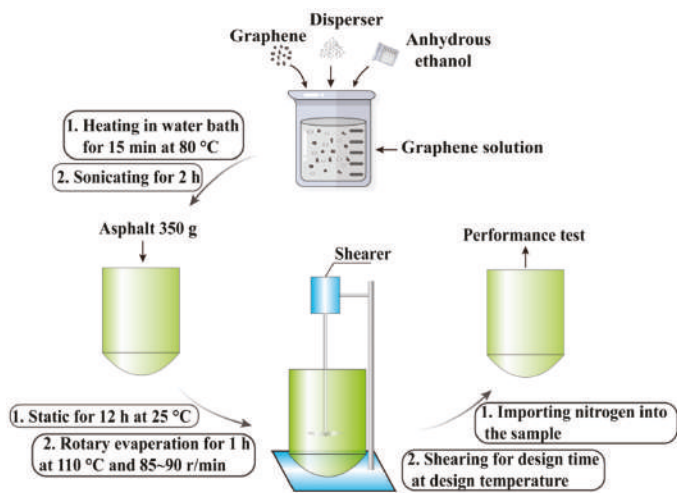 Disperser
Graphene
Anhydrous
ethanol
1. Heating in water bath
for 15 min at 80 °C
Graphene solution
2. Sonicating for 2 h
Asphalt 350 g
Shearer
Performance test
1. Static for 12 h at 25 °C
2. Rotary evaporation for 1 h
at 110 °C and 85~90 r/min
1. Importing nitrogen into
the sample
2. Shearing for design time
at design temperature